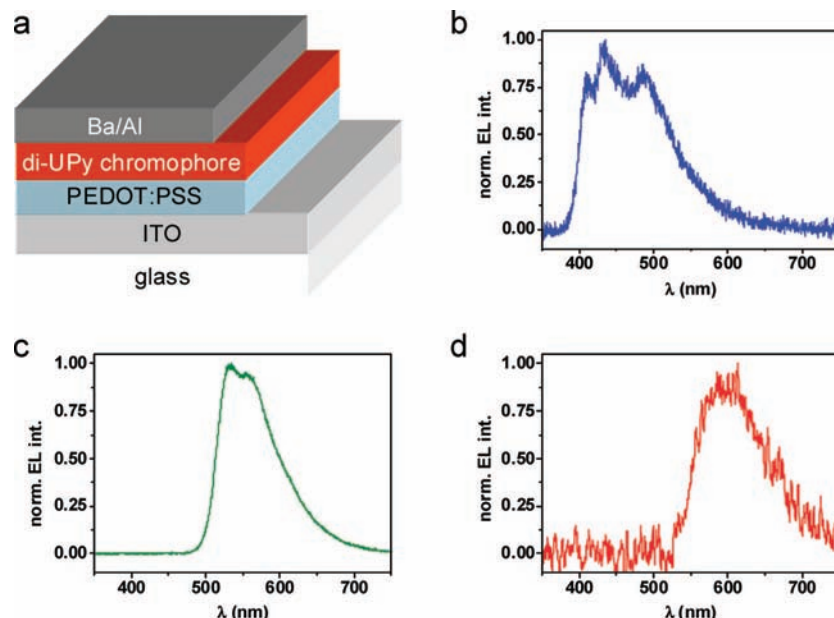 a
Ba/Al
di-UPy chromophore
PEDOT:PSS
ITO
glass
b
norm. EL int.
1.00
0.75
0.50
0.25
0.00
400 500 600 700
λ (nm)
c
norm. EL int.
1.00
0.75
0.50
0.25
0.00
400 500 600 700
λ (nm)
d
norm. EL int.
1.00
0.75
0.50
0.25
0.00
400 500 600 700
λ (nm)